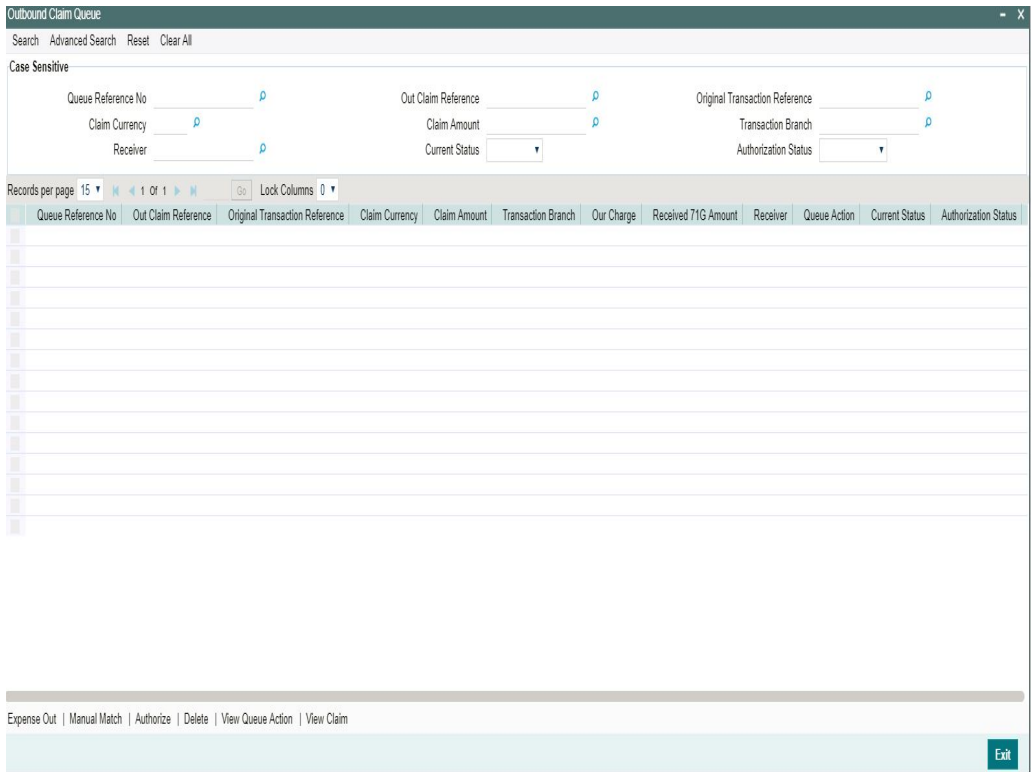 Outbound Claim Queue - X
Search Advanced Search Reset Clear All
Case Sensitive
Queue Reference No Out Claim Reference Original Transaction Reference
Claim Currency Claim Amount Transaction Branch
Receiver Current Status Authorization Status
Records per page 15 1 Of 1 Go Lock Columns 0
Queue Reference No Out Claim Reference Original Transaction Reference Claim Currency Claim Amount Transaction Branch Our Charge Received 71G Amount Receiver Queue Action Current Status Authorization Status
Expense Out | Manual Match | Authorize | Delete | View Queue Action | View Claim
Exit